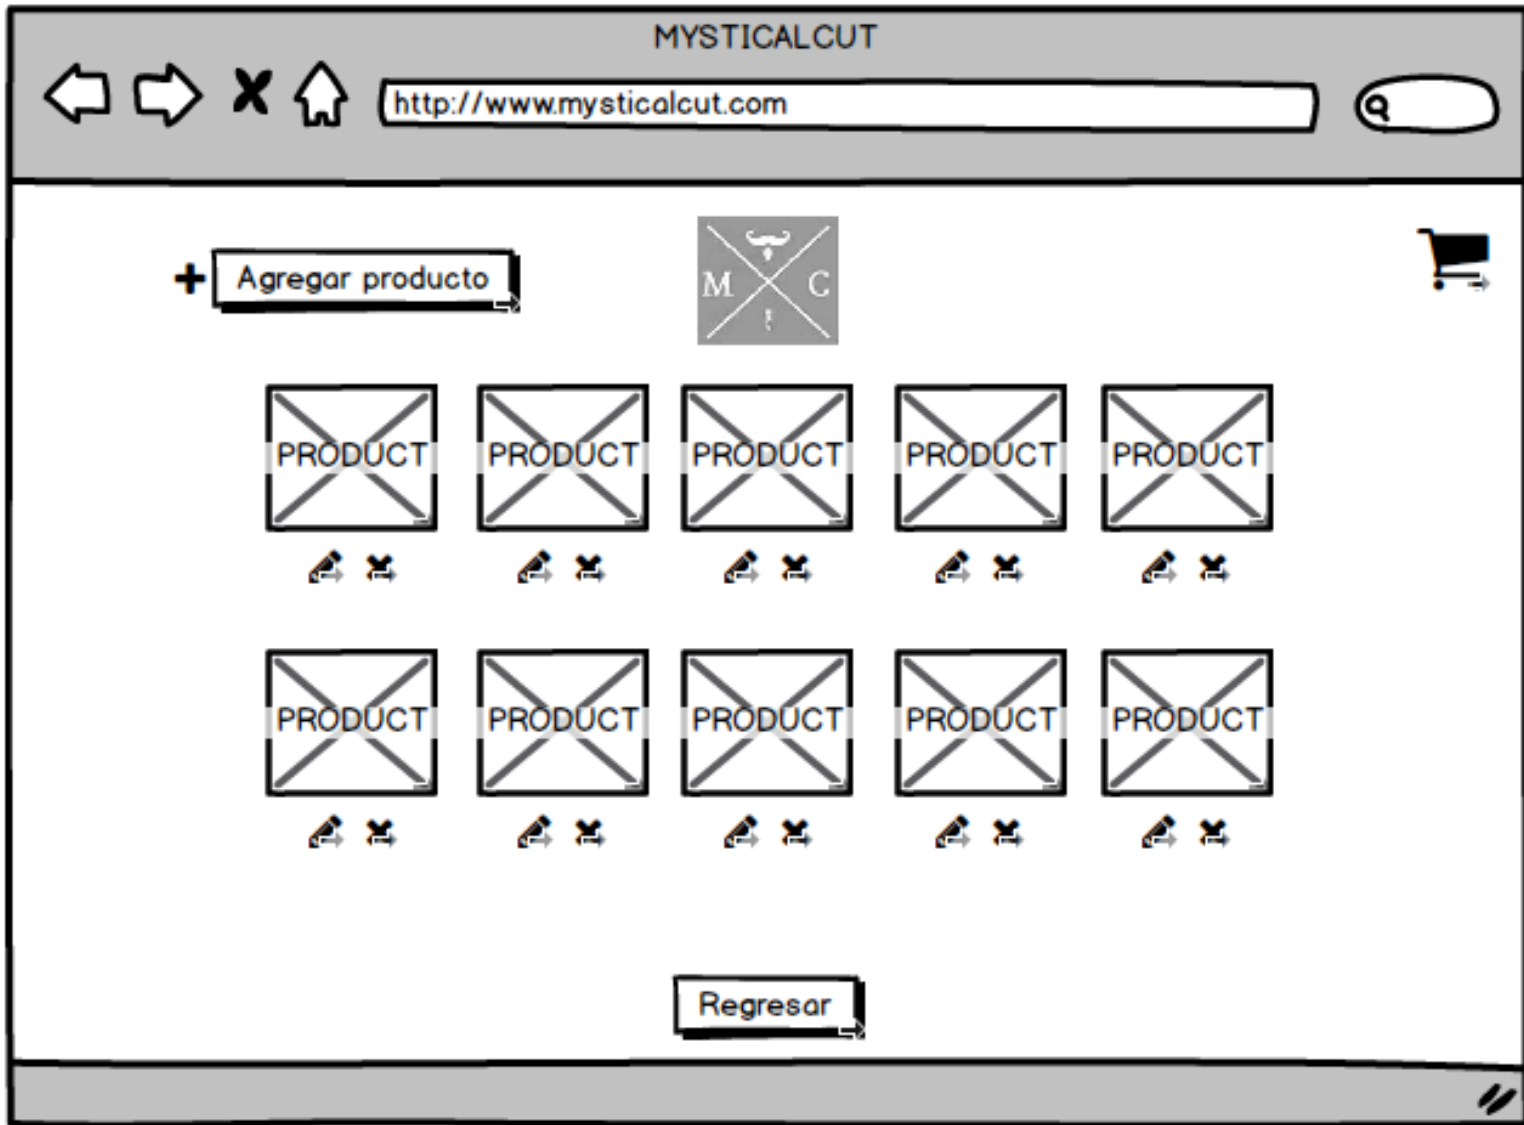 MYSTICALCUT
http://www.mysticalcut.com
Agregar producto
M C
PRODUCT PRODUCT PRODUCT PRODUCT PRODUCT
PRODUCT PRODUCT PRODUCT PRODUCT PRODUCT
Regresar